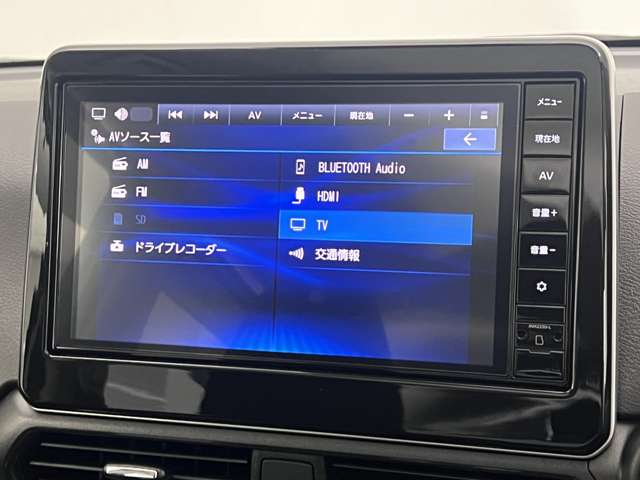 AV メニュー 現在地 − +
AVソース一覧
AM
FM
SD
ドライブレコーダー
BLUETOOTH Audio
HDMI
TV
交通情報
メニュー
現在地
AV
音量+
音量−